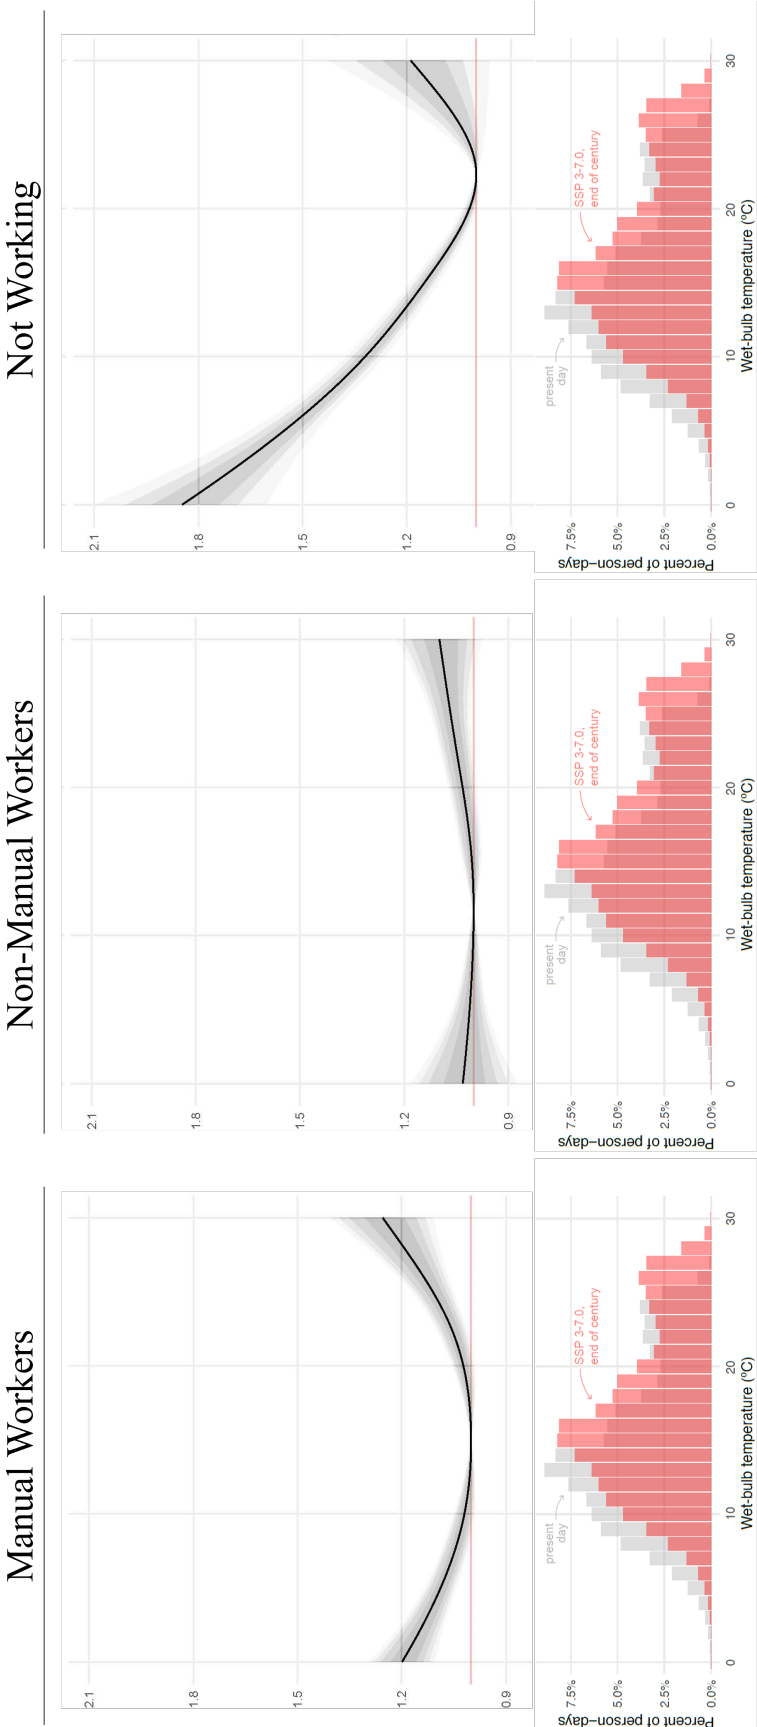 Manual Workers
2.1
1.8
1.5
1.2
0.9
7.5%
5.0%
2.5%
0.0%
Percent of person−days
present
day
SSP 3-7.0,
end of century
0
10
20
30
Wet-bulb temperature (ºC)
Non-Manual Workers
2.1
1.8
1.5
1.2
0.9
7.5%
5.0%
2.5%
0.0%
Percent of person−days
present
day
SSP 3-7.0,
end of century
0
10
20
30
Wet-bulb temperature (ºC)
Not Working
2.1
1.8
1.5
1.2
0.9
7.5%
5.0%
2.5%
0.0%
Percent of person−days
present
day
SSP 3-7.0,
end of century
0
10
20
30
Wet-bulb temperature (ºC)